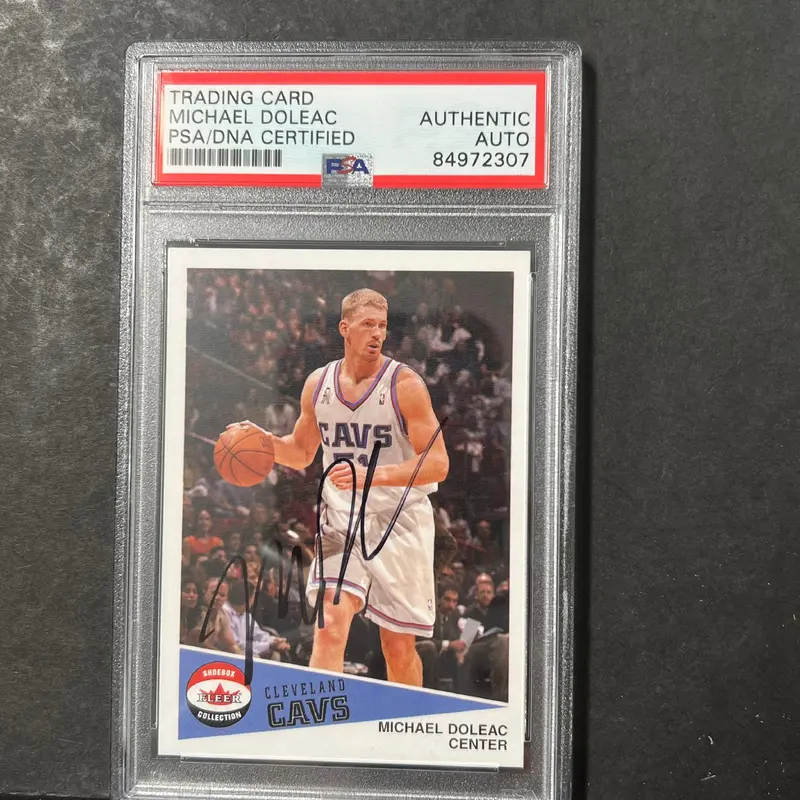 TRADING CARD
MICHAEL DOLEAC
PSA/DNA CERTIFIED
AUTHENTIC
AUTO
84972307
PSA
CAVS
51
SHOEBOX
FLEER
COLLECTION
CLEVELAND
CAVS
MICHAEL DOLEAC
CENTER